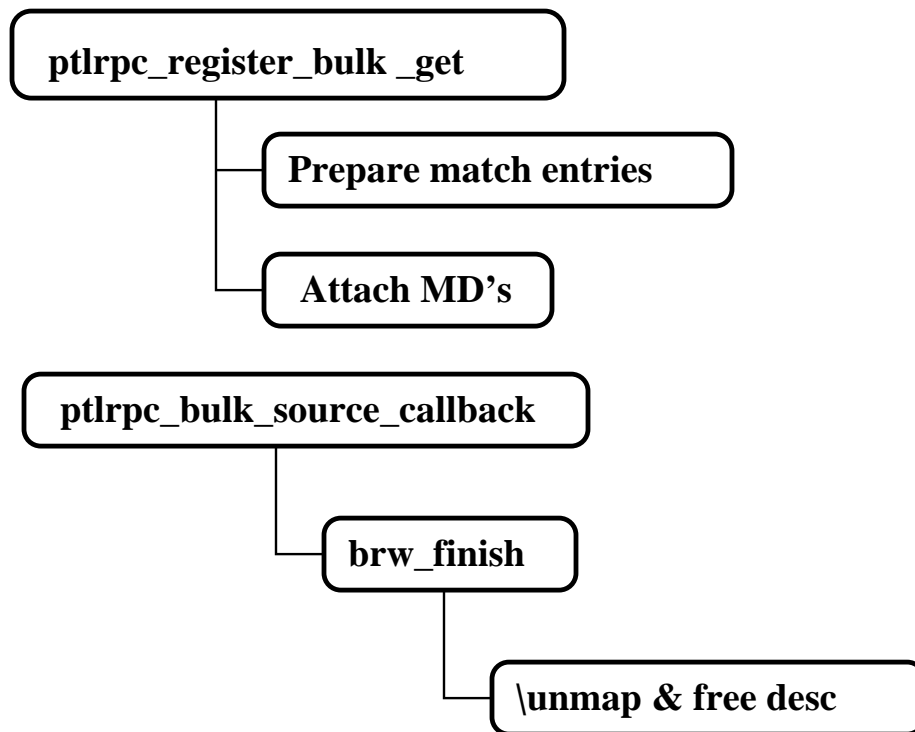 ptlrpc_register_bulk _get
Prepare match entries
Attach MD’s
ptlrpc_bulk_source_callback
brw_finish
\unmap & free desc